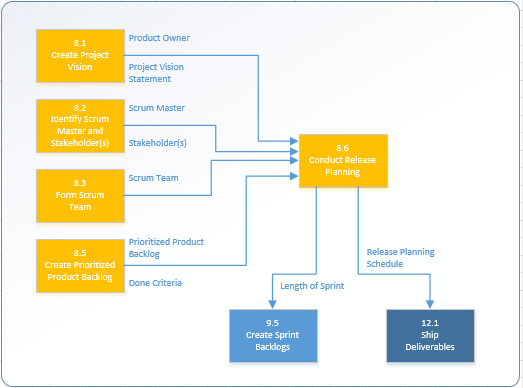 8.1
Create Project
Vision
Product Owner
Project Vision
Statement
8.2
Identify Scrum
Master and
Stakeholder(s)
Scrum Master
Stakeholder(s)
8.3
Form Scrum
Team
Scrum Team
8.5
Create Prioritized
Product Backlog
Prioritized Product
Backlog
Done Criteria
8.6
Conduct Release
Planning
Length of Sprint
Release Planning
Schedule
9.5
Create Sprint
Backlogs
12.1
Ship
Deliverables